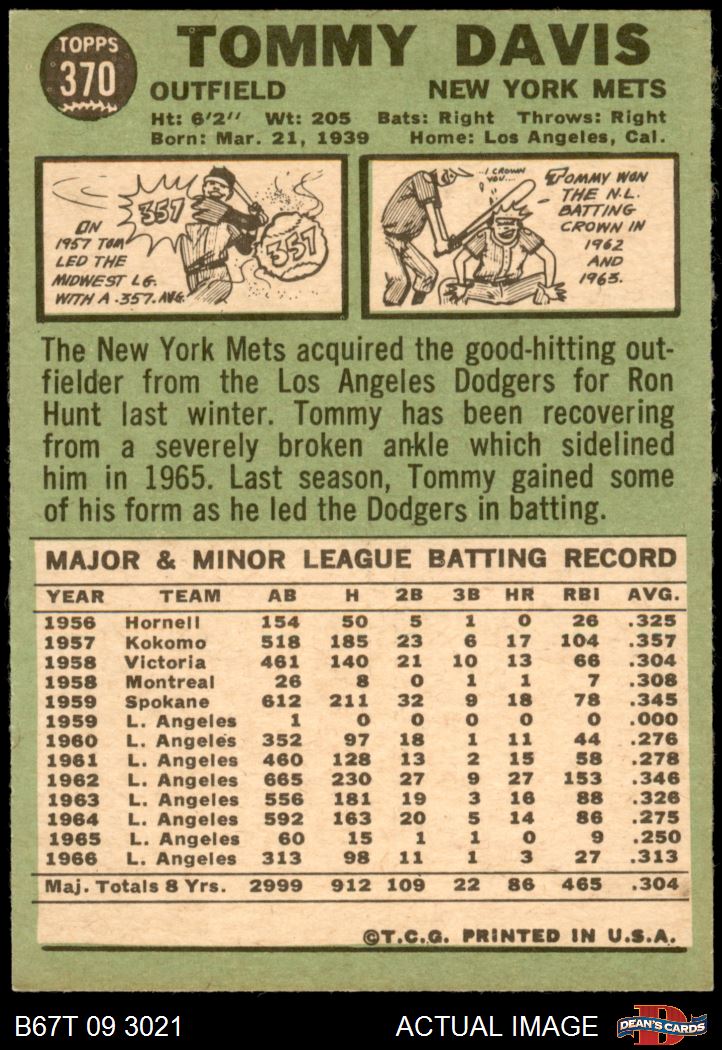 TOPPS
370
TOMMY DAVIS
OUTFIELD NEW YORK METS
Ht: 6'2" Wt: 205 Bats: Right Throws: Right
Born: Mar. 21, 1939 Home: Los Angeles, Cal.
357
357
IN
1957 TOM
LED THE
MIDWEST LG.
WITH A .357. AVG.
I CROWN
YOU...
TOMMY WON
THE N.L.
BATTING
CROWN IN
1962
AND
1963.
The New York Mets acquired the good-hitting out-
fielder from the Los Angeles Dodgers for Ron
Hunt last winter. Tommy has been recovering
from a severely broken ankle which sidelined
him in 1965. Last season, Tommy gained some
of his form as he led the Dodgers in batting.
MAJOR & MINOR LEAGUE BATTING RECORD
YEAR TEAM AB H 2B 3B HR RBI AVG.
1956 Hornell 154 50 5 1 0 26 .325
1957 Kokomo 518 185 23 6 17 104 .357
1958 Victoria 461 140 21 10 13 66 .304
1958 Montreal 26 8 0 1 1 7 .308
1959 Spokane 612 211 32 9 18 78 .345
1959 L. Angeles 1 0 0 0 0 0 .000
1960 L. Angeles 352 97 18 1 11 44 .276
1961 L. Angeles 460 128 13 2 15 58 .278
1962 L. Angeles 665 230 27 9 27 153 .346
1963 L. Angeles 556 181 19 3 16 88 .326
1964 L. Angeles 592 163 20 5 14 86 .275
1965 L. Angeles 60 15 1 1 0 9 .250
1966 L. Angeles 313 98 11 1 3 27 .313
Maj. Totals 8 Yrs. 2999 912 109 22 86 465 .304
©T.C.G. PRINTED IN U.S.A.
B67T 09 3021 ACTUAL IMAGE
D
DEAN'S CARDS